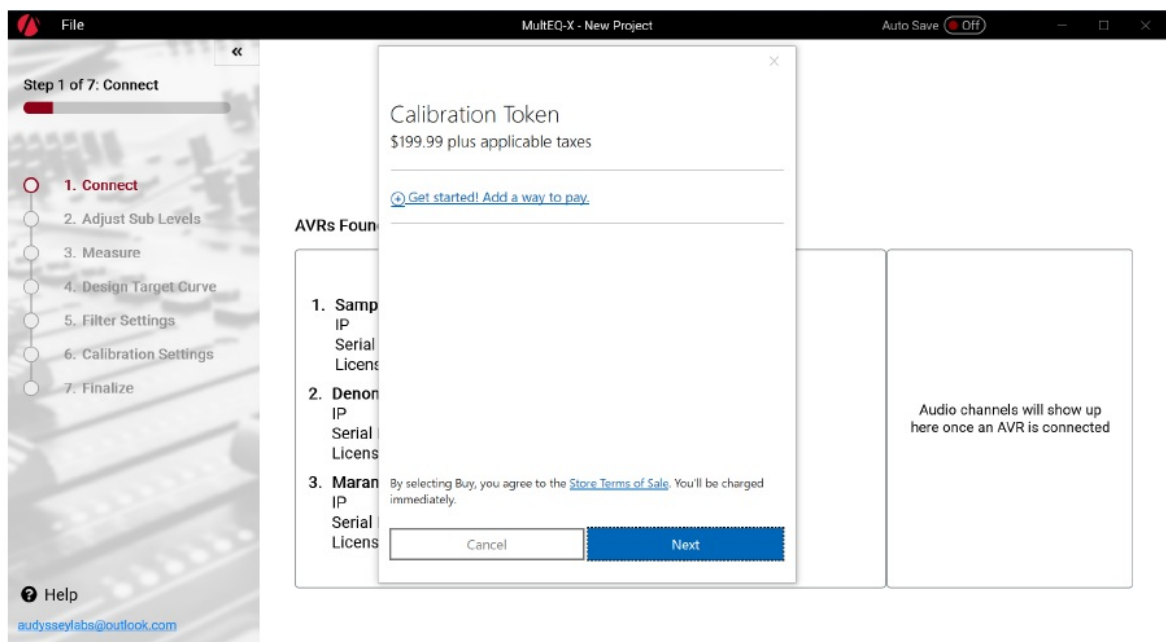 File
MultEQ-X - New Project
Auto Save Off
Step 1 of 7: Connect
1. Connect
2. Adjust Sub Levels
3. Measure
4. Design Target Curve
5. Filter Settings
6. Calibration Settings
7. Finalize
Help
audysseylabs@outlook.com
AVRs Foun
1. Samp
IP
Serial
Licens
2. Denon
IP
Serial
Licens
3. Maran
IP
Serial
Licens
Calibration Token
$199.99 plus applicable taxes
Get started! Add a way to pay.
By selecting Buy, you agree to the Store Terms of Sale. You'll be charged
immediately.
Cancel
Next
Audio channels will show up
here once an AVR is connected